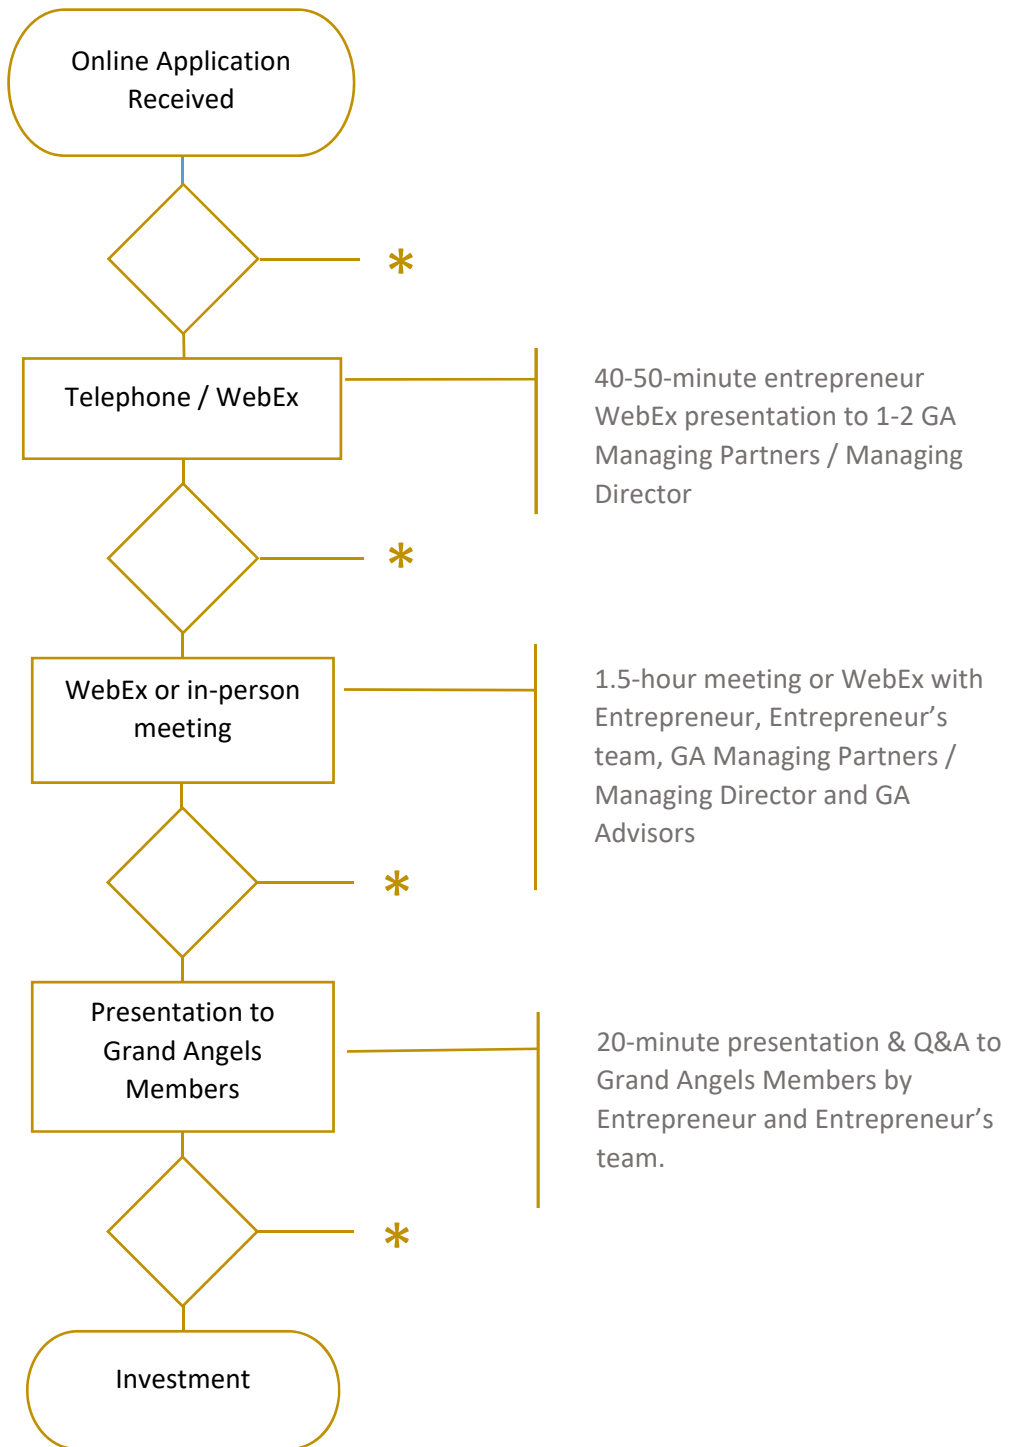 Online Application
Received
*
Telephone / WebEx
40-50-minute entrepreneur
WebEx presentation to 1-2 GA
Managing Partners / Managing
Director
*
WebEx or in-person
meeting
1.5-hour meeting or WebEx with
Entrepreneur, Entrepreneur’s
team, GA Managing Partners /
Managing Director and GA
Advisors
*
Presentation to
Grand Angels
Members
20-minute presentation & Q&A to
Grand Angels Members by
Entrepreneur and Entrepreneur’s
team.
*
Investment